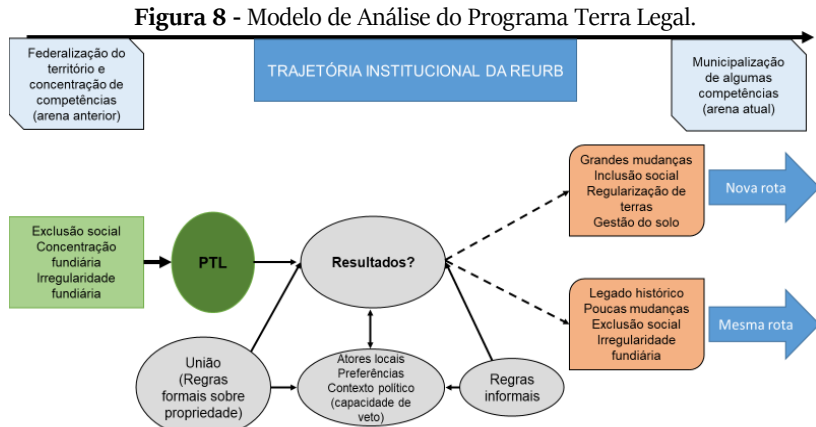 Figura 8 - Modelo de Análise do Programa Terra Legal.
Federalização do
território e
concentração de
competências
(arena anterior)
TRAJETÓRIA INSTITUCIONAL DA REURB
Municipalização
de algumas
competências
(arena atual)
Exclusão social
Concentração
fundiária
Irregularidade
fundiária
PTL
Resultados?
Grandes mudanças
Inclusão social
Regularização de
terras
Gestão do solo
Nova rota
Legado histórico
Poucas mudanças
Exclusão social
Irregularidade
fundiária
Mesma rota
União
(Regras
formais sobre
propriedade)
Atores locais
Preferências
Contexto político
(capacidade de
veto)
Regras
informais